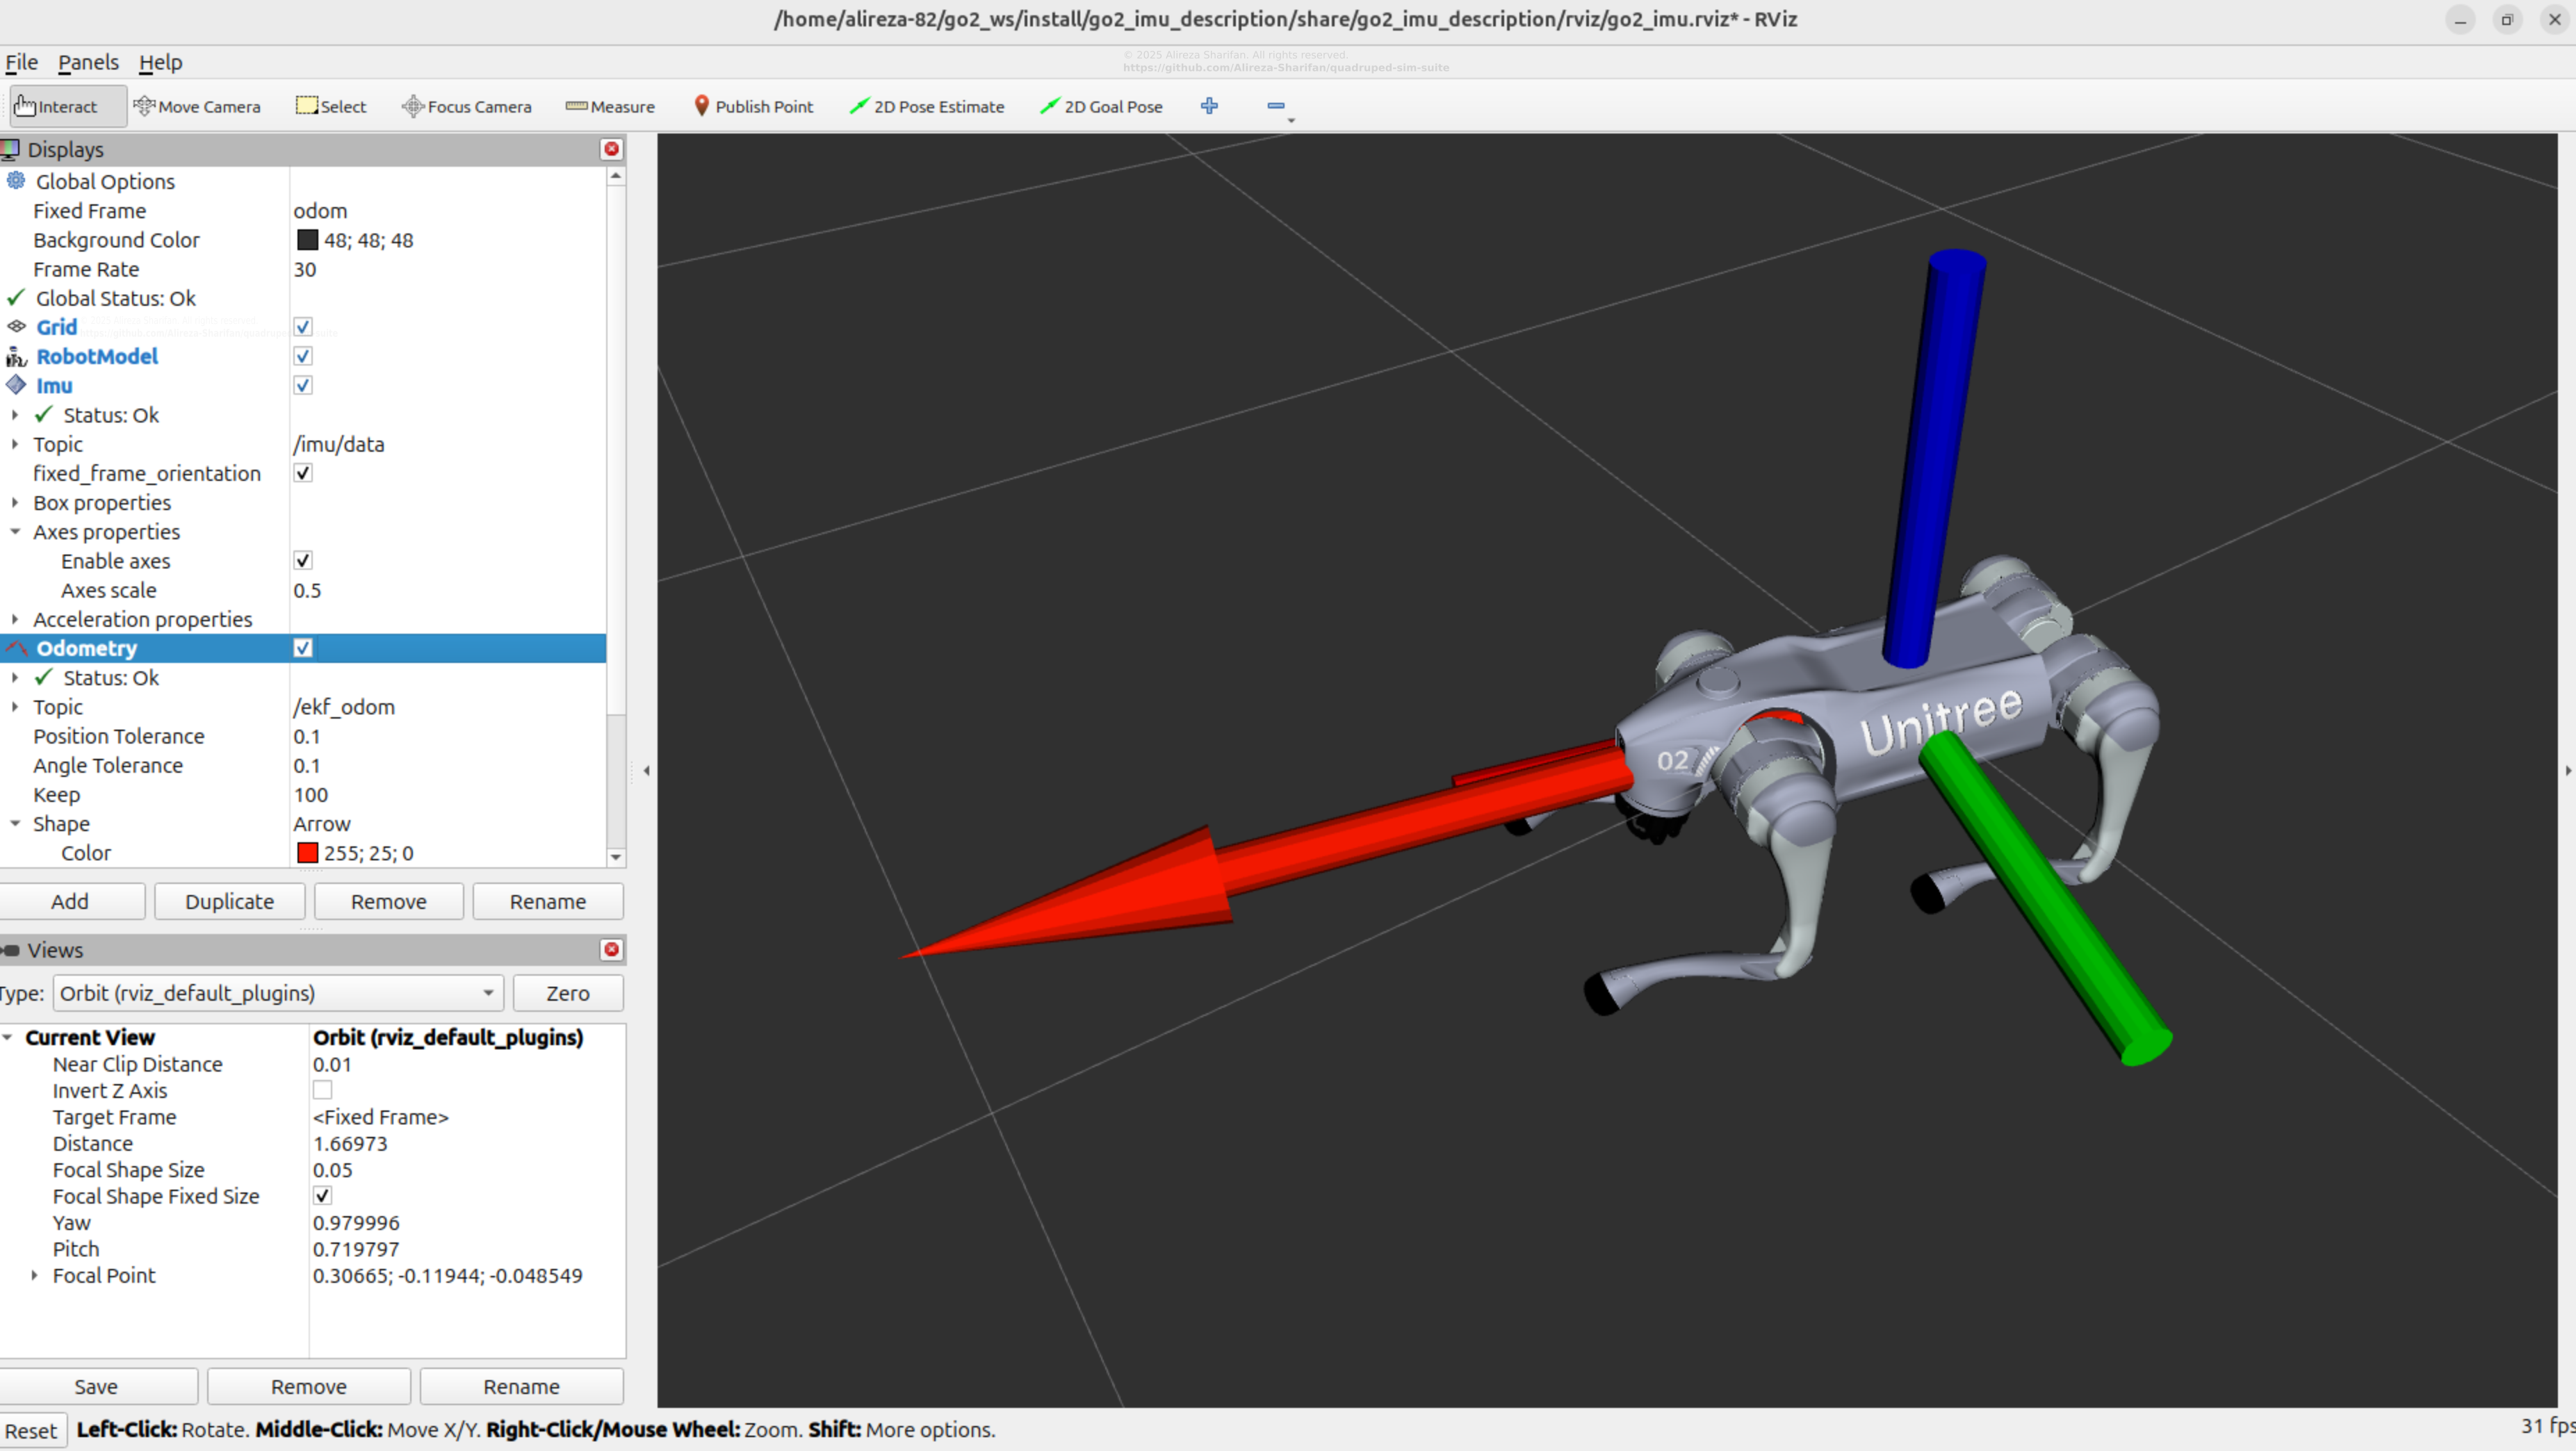 /home/alireza-82/go2_ws/install/go2_imu_description/share/go2_imu_description/rviz/go2_imu.rviz* - RViz
File Panels Help
© 2025 Alireza Sharifan. All rights reserved.
https://github.com/Alireza-Sharifan/quadruped-sim-suite
Interact Move Camera Select Focus Camera Measure Publish Point 2D Pose Estimate 2D Goal Pose
Displays
Global Options
Fixed Frame odom
Background Color 48; 48; 48
Frame Rate 30
Global Status: Ok
Grid
RobotModel
Imu
Status: Ok
Topic /imu/data
fixed_frame_orientation
Box properties
Axes properties
Enable axes
Axes scale 0.5
Acceleration properties
Odometry
Status: Ok
Topic /ekf_odom
Position Tolerance 0.1
Angle Tolerance 0.1
Keep 100
Shape Arrow
Color 255; 25; 0
Add Duplicate Remove Rename
Views
Type: Orbit (rviz_default_plugins) Zero
Current View Orbit (rviz_default_plugins)
Near Clip Distance 0.01
Invert Z Axis
Target Frame <Fixed Frame>
Distance 1.66973
Focal Shape Size 0.05
Focal Shape Fixed Size
Yaw 0.979996
Pitch 0.719797
Focal Point 0.30665; -0.11944; -0.048549
Save Remove Rename
Unitree
02
Reset Left-Click: Rotate. Middle-Click: Move X/Y. Right-Click/Mouse Wheel: Zoom. Shift: More options.
31 fps